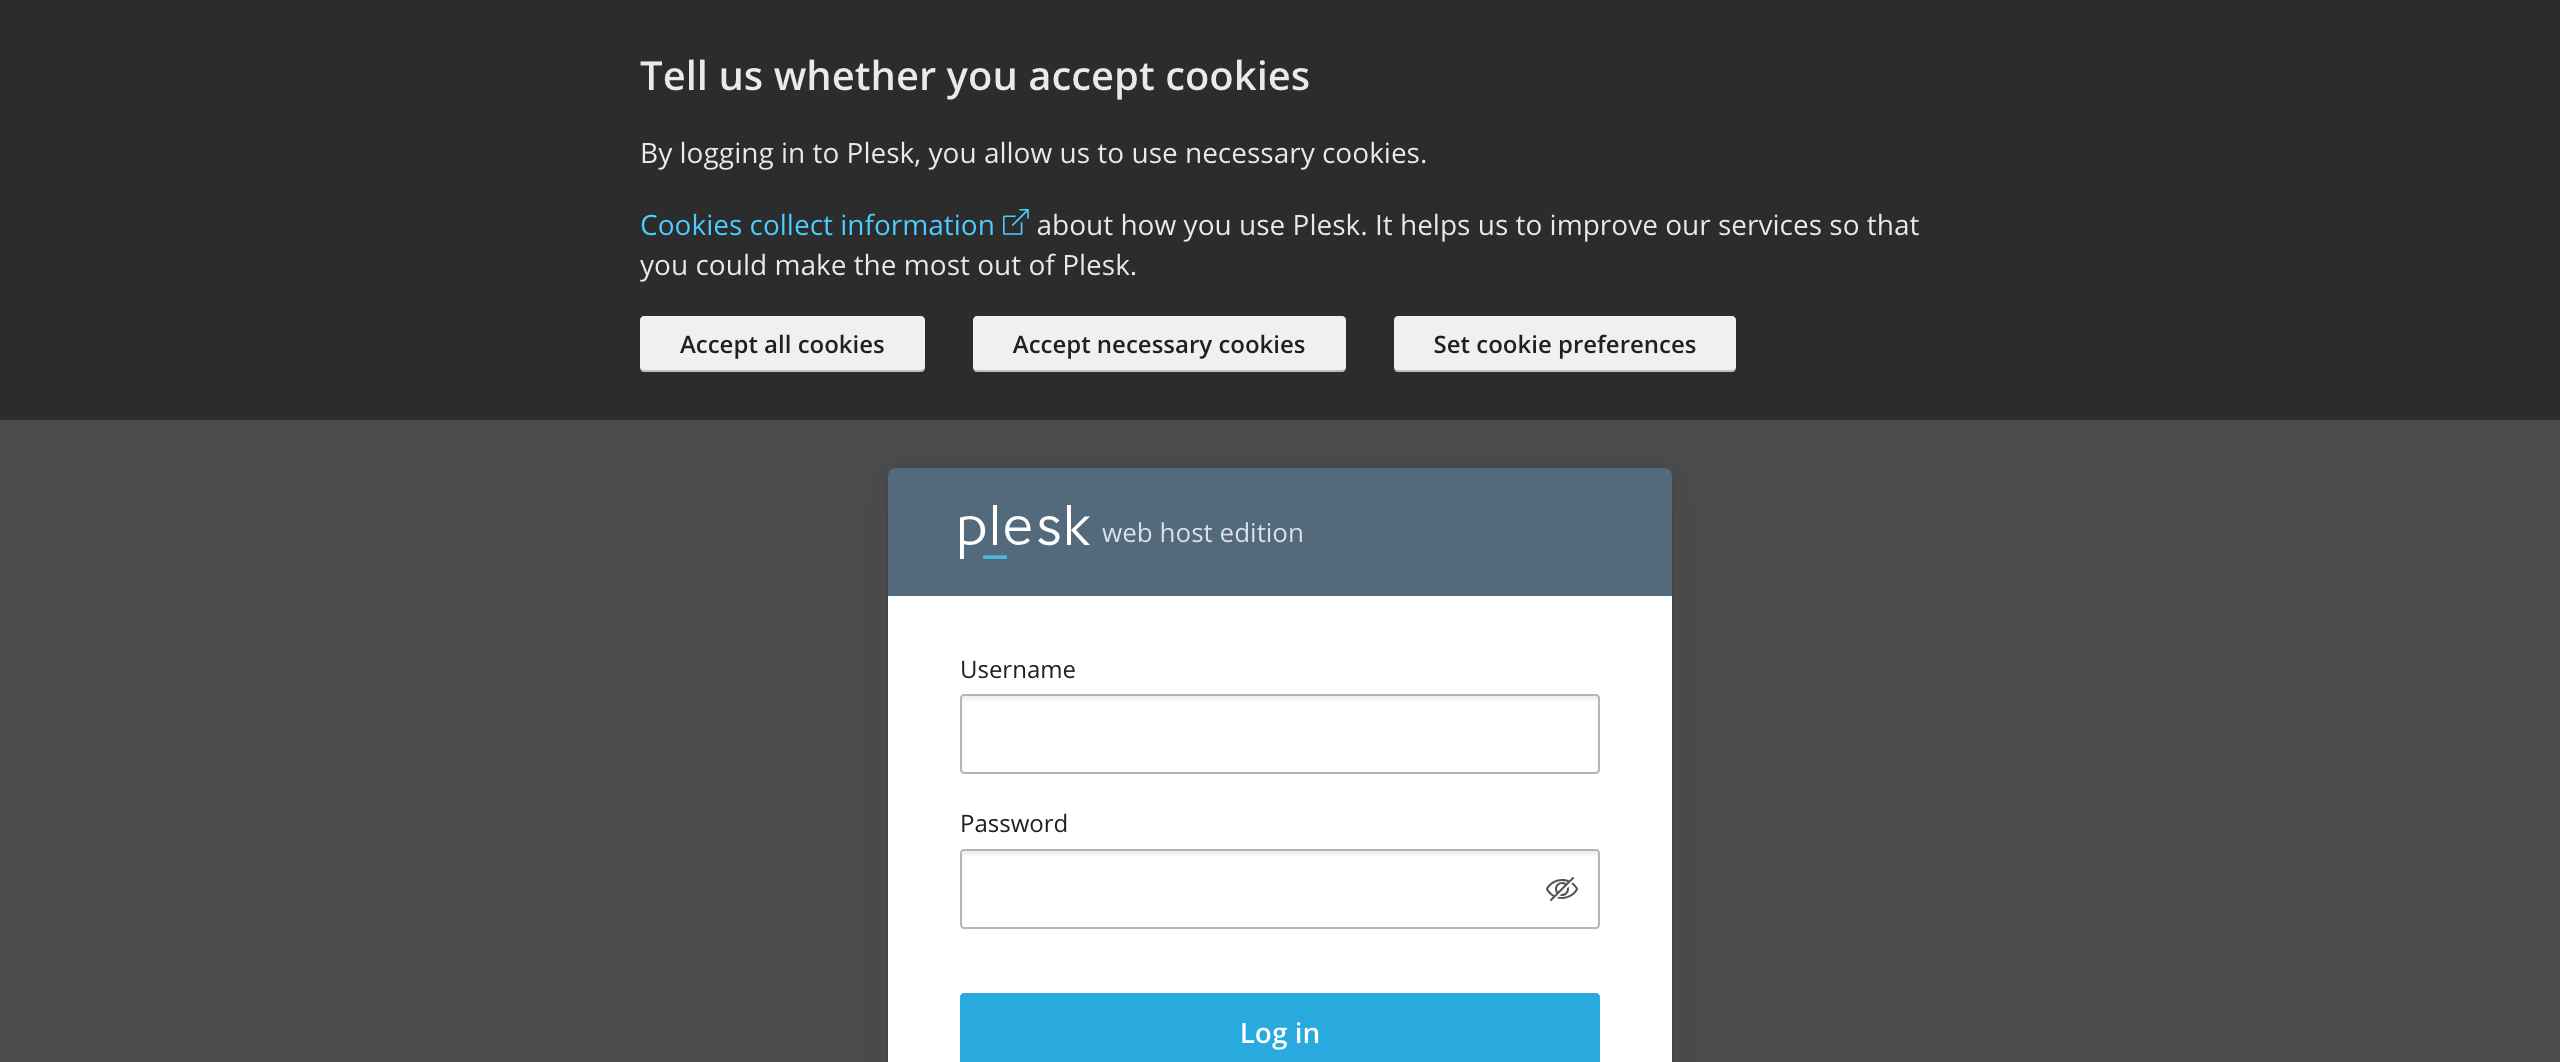 Tell us whether you accept cookies
By logging in to Plesk, you allow us to use necessary cookies.
Cookies collect information about how you use Plesk. It helps us to improve our services so that
you could make the most out of Plesk.
Accept all cookies
Accept necessary cookies
Set cookie preferences
plesk web host edition
Username
Password
Log in